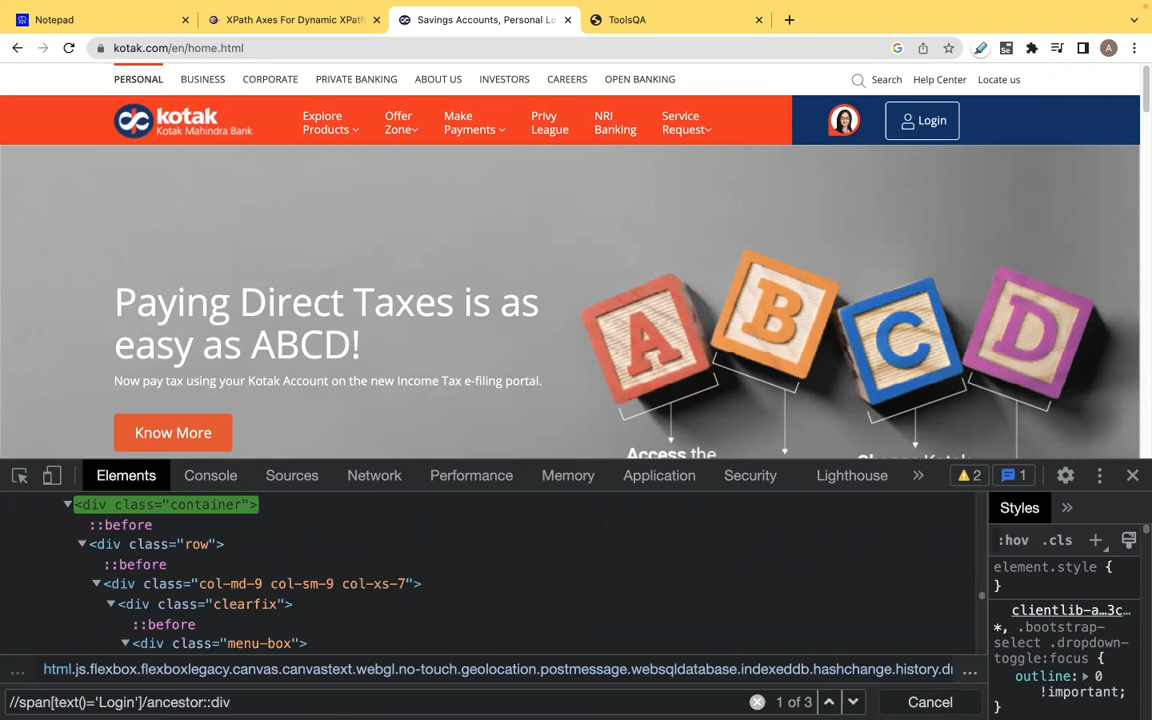 Notepad
XPath Axes For Dynamic XPath
Savings Accounts, Personal Lo
ToolsQA
kotak.com/en/home.html
PERSONAL BUSINESS CORPORATE PRIVATE BANKING ABOUT US INVESTORS CAREERS OPEN BANKING Search Help Center Locate us
kotak
Kotak Mahindra Bank
Explore Products
Offer Zone
Make Payments
Privy League
NRI Banking
Service Request
Login
A B C D
Paying Direct Taxes is as
easy as ABCD!
Now pay tax using your Kotak Account on the new Income Tax e-filing portal.
Know More
Access the
Elements Console Sources Network Performance Memory Application Security Lighthouse » 2 1
<div class="container">
::before
<div class="row">
::before
<div class="col-md-9 col-sm-9 col-xs-7">
<div class="clearfix">
::before
<div class="menu-box">
Styles »
:hov .cls +
element.style {
}
clientlib-a…3c…
*, .bootstrap-
select .dropdown-
toggle:focus {
outline: 0
!important;
}
... html.js.flexbox.flexboxlegacy.canvas.canvastext.webgl.no-touch.geolocation.postmessage.websqldatabase.indexeddb.hashchange.history.dr ...
//span[text()='Login']/ancestor::div
1 of 3
Cancel